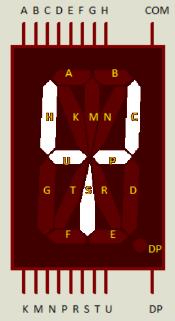 A B C D E F G H COM
A B
H K M N C
U P
G T S R D
F E
DP
K M N P R S T U DP